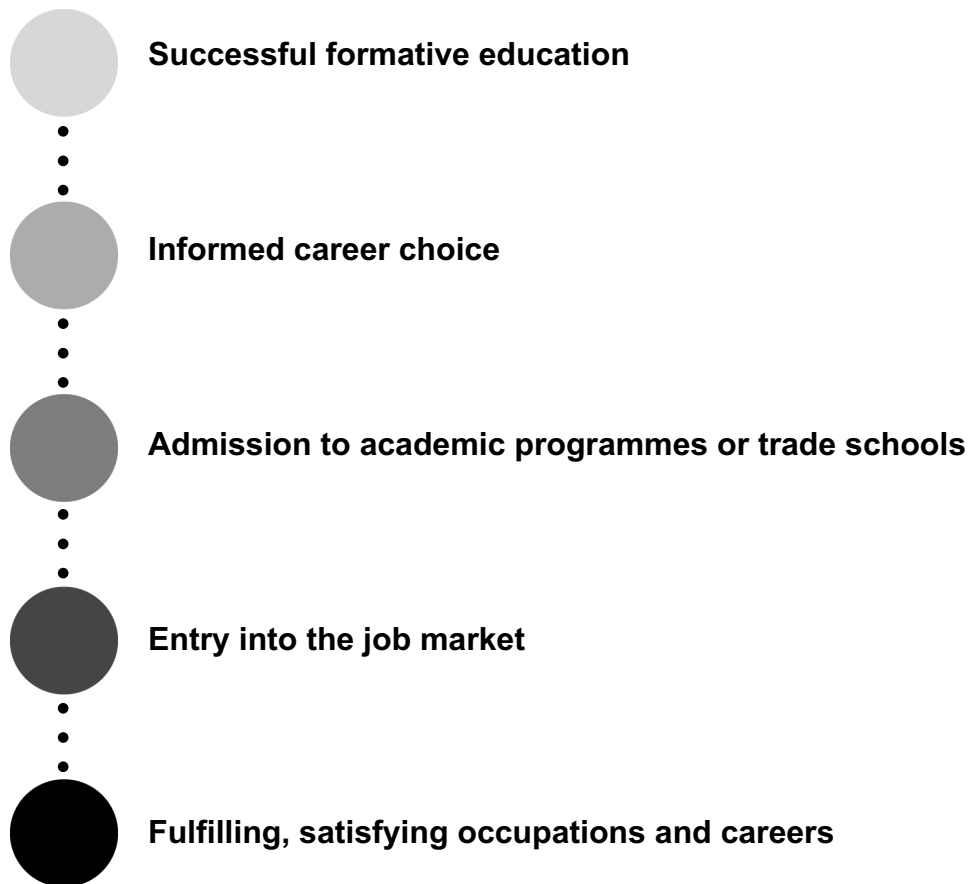 Successful formative education
Informed career choice
Admission to academic programmes or trade schools
Entry into the job market
Fulfilling, satisfying occupations and careers